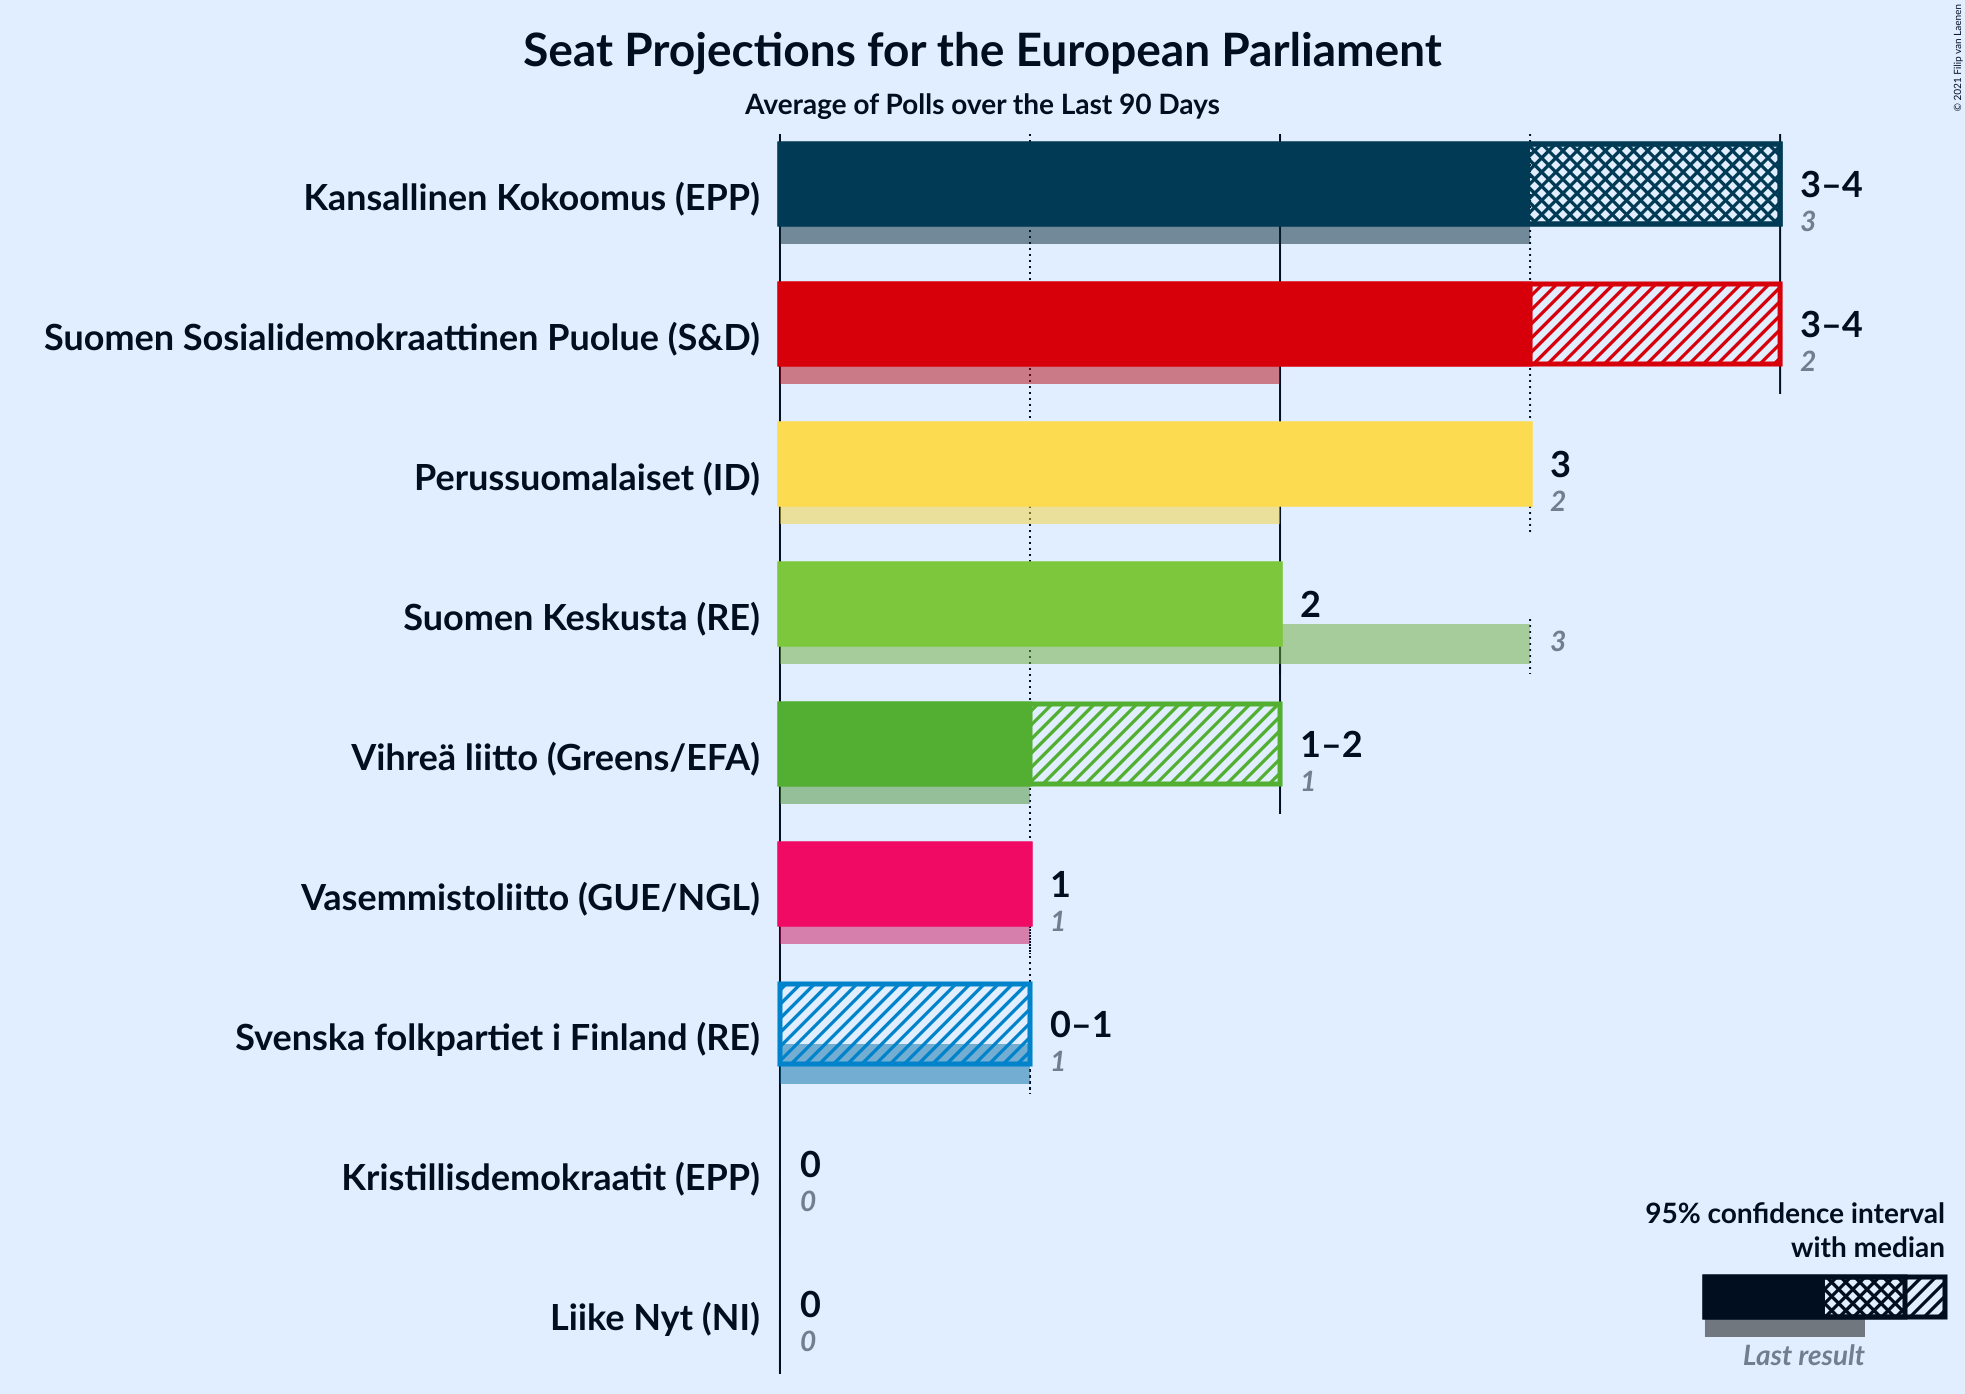 Seat Projections for the European Parliament
Average of Polls over the Last 90 Days
© 2021 Filip van Laenen
Kansallinen Kokoomus (EPP)
3–4
3
Suomen Sosialidemokraattinen Puolue (S&D)
3–4
2
Perussuomalaiset (ID)
3
2
Suomen Keskusta (RE)
2
3
Vihreä liitto (Greens/EFA)
1–2
1
Vasemmistoliitto (GUE/NGL)
1
1
Svenska folkpartiet i Finland (RE)
0–1
1
Kristillisdemokraatit (EPP)
0
0
Liike Nyt (NI)
0
0
95% confidence interval
with median
Last result